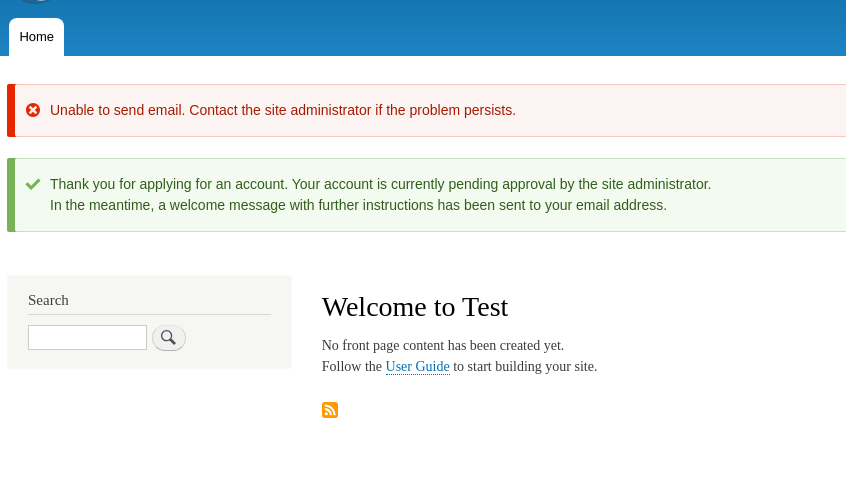 Home
Unable to send email. Contact the site administrator if the problem persists.
Thank you for applying for an account. Your account is currently pending approval by the site administrator.
In the meantime, a welcome message with further instructions has been sent to your email address.
Search
Welcome to Test
No front page content has been created yet.
Follow the User Guide to start building your site.